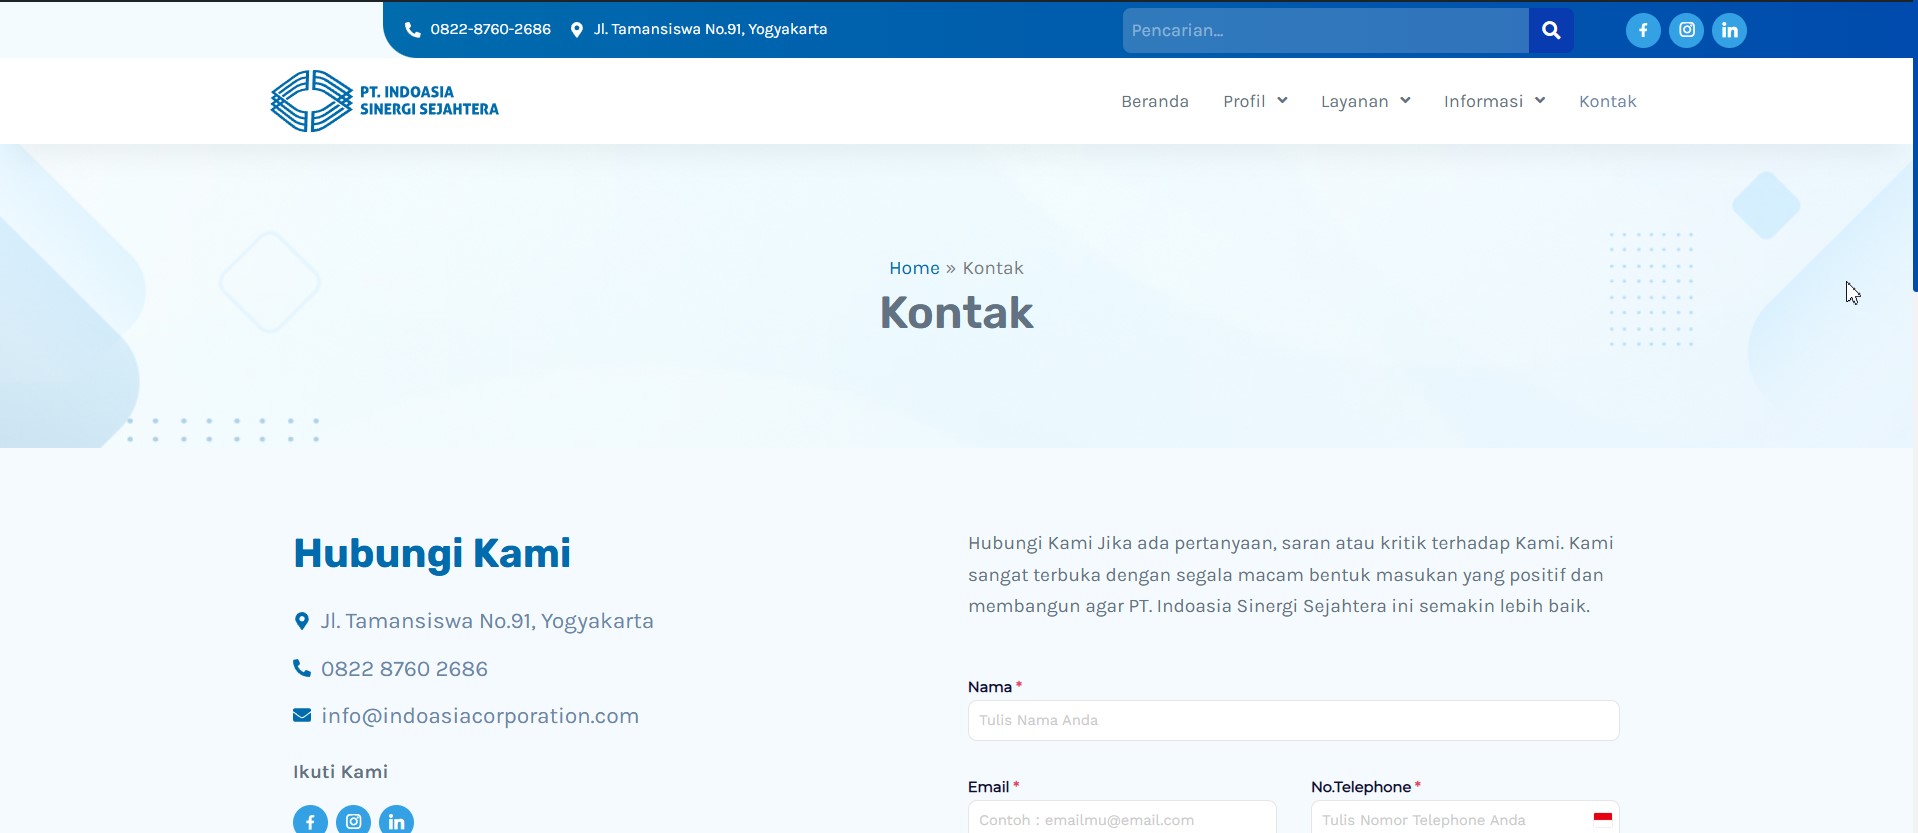 0822-8760-2686 Jl. Tamansiswa No.91, Yogyakarta
Pencarian...
PT. INDOASIA
SINERGI SEJAHTERA
Beranda Profil Layanan Informasi Kontak
Home » Kontak
Kontak
Hubungi Kami
Jl. Tamansiswa No.91, Yogyakarta
0822 8760 2686
info@indoasiacorporation.com
Ikuti Kami
Hubungi Kami Jika ada pertanyaan, saran atau kritik terhadap Kami. Kami
sangat terbuka dengan segala macam bentuk masukan yang positif dan
membangun agar PT. Indoasia Sinergi Sejahtera ini semakin lebih baik.
Nama *
Tulis Nama Anda
Email * No.Telephone *
Contoh : emailmu@email.com Tulis Nomor Telephone Anda